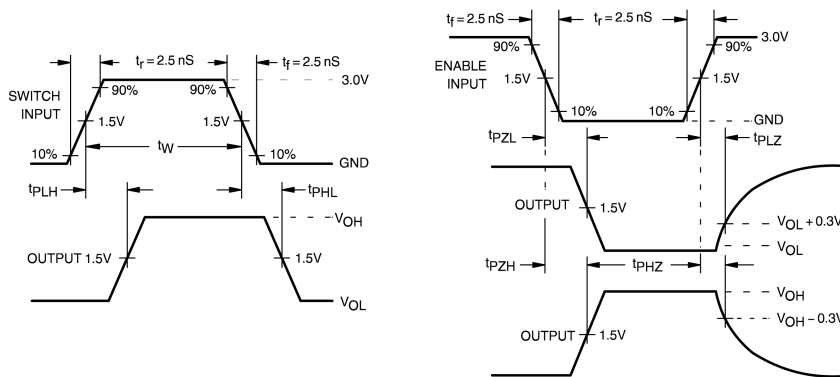 tr = 2.5 nS
tf = 2.5 nS
SWITCH
INPUT
90%
90%
3.0V
1.5V
1.5V
tW
10%
10%
GND
tPLH
tPHL
VOH
OUTPUT 1.5V
1.5V
VOL
tf = 2.5 nS
tr = 2.5 nS
ENABLE
INPUT
90%
90%
3.0V
1.5V
1.5V
10%
10%
GND
tPZL
tPLZ
OUTPUT
1.5V
VOL + 0.3V
VOL
tPZH
tPHZ
VOH
VOH – 0.3V
OUTPUT
1.5V